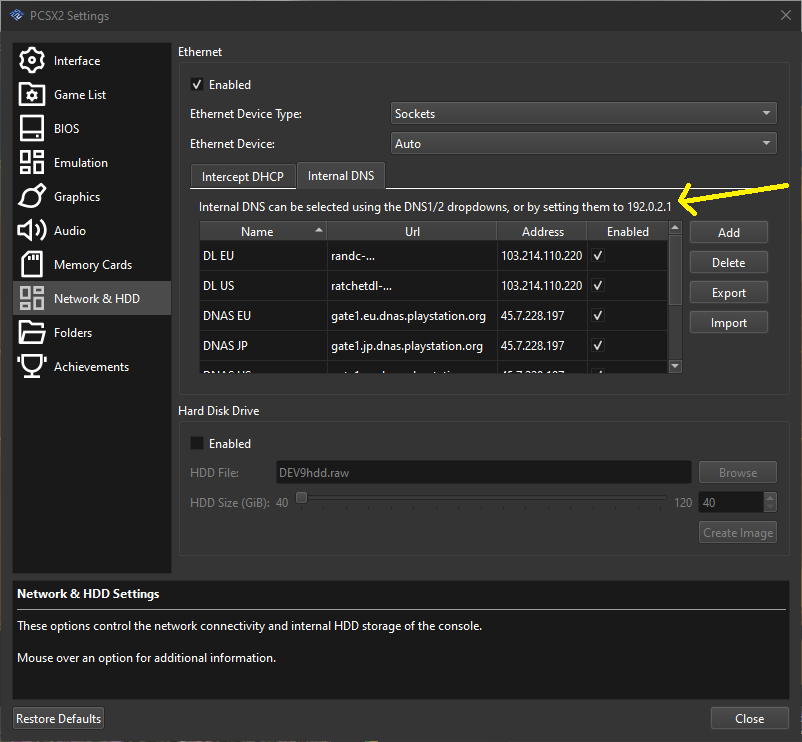 PCSX2 Settings
Interface
Game List
BIOS
Emulation
Graphics
Audio
Memory Cards
Network & HDD
Folders
Achievements
Ethernet
Enabled
Ethernet Device Type: Sockets
Ethernet Device: Auto
Intercept DHCP Internal DNS
Internal DNS can be selected using the DNS1/2 dropdowns, or by setting them to 192.0.2.1
Name Url Address Enabled
DL EU randc-... 103.214.110.220
DL US ratchetdl-... 103.214.110.220
DNAS EU gate1.eu.dnas.playstation.org 45.7.228.197
DNAS JP gate1.jp.dnas.playstation.org 45.7.228.197
Add
Delete
Export
Import
Hard Disk Drive
Enabled
HDD File: DEV9hdd.raw Browse
HDD Size (GiB): 40 120 40
Create Image
Network & HDD Settings
These options control the network connectivity and internal HDD storage of the console.
Mouse over an option for additional information.
Restore Defaults Close